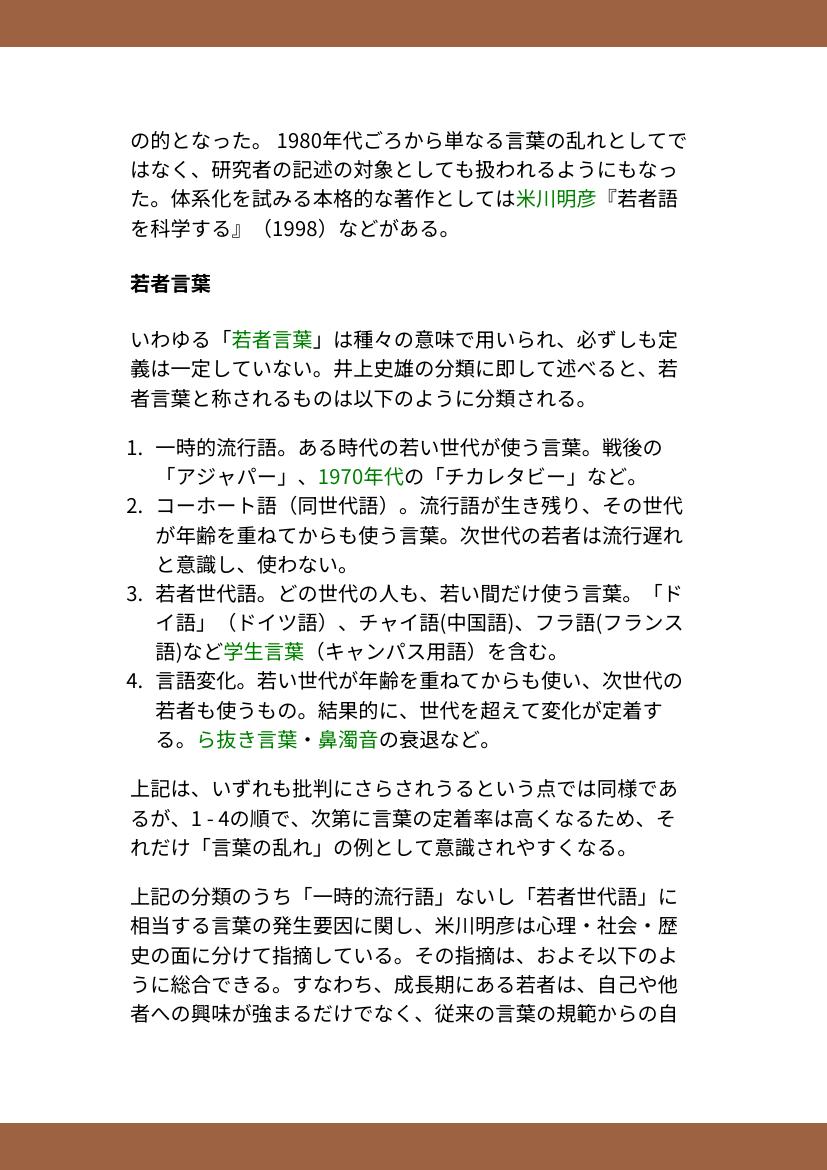 の的となった。 1980年代ごろから単なる言葉の乱れとしてで
はなく、研究者の記述の対象としても扱われるようにもなっ
た。体系化を試みる本格的な著作としては米川明彦『若者語
を科学する』（1998）などがある。
若者言葉
いわゆる「若者言葉」は種々の意味で用いられ、必ずしも定
義は一定していない。井上史雄の分類に即して述べると、若
者言葉と称されるものは以下のように分類される。
1. 一時的流行語。ある時代の若い世代が使う言葉。戦後の
「アジャパー」、1970年代の「チカレタビー」など。
2. コーホート語（同世代語）。流行語が生き残り、その世代
が年齢を重ねてからも使う言葉。次世代の若者は流行遅れ
と意識し、使わない。
3. 若者世代語。どの世代の人も、若い間だけ使う言葉。「ド
イ語」（ドイツ語）、チャイ語(中国語)、フラ語(フランス
語)など学生言葉（キャンパス用語）を含む。
4. 言語変化。若い世代が年齢を重ねてからも使い、次世代の
若者も使うもの。結果的に、世代を超えて変化が定着す
る。ら抜き言葉・鼻濁音の衰退など。
上記は、いずれも批判にさらされうるという点では同様であ
るが、1 - 4の順で、次第に言葉の定着率は高くなるため、そ
れだけ「言葉の乱れ」の例として意識されやすくなる。
上記の分類のうち「一時的流行語」ないし「若者世代語」に
相当する言葉の発生要因に関し、米川明彦は心理・社会・歴
史の面に分けて指摘している。その指摘は、およそ以下のよ
うに総合できる。すなわち、成長期にある若者は、自己や他
者への興味が強まるだけでなく、従来の言葉の規範からの自